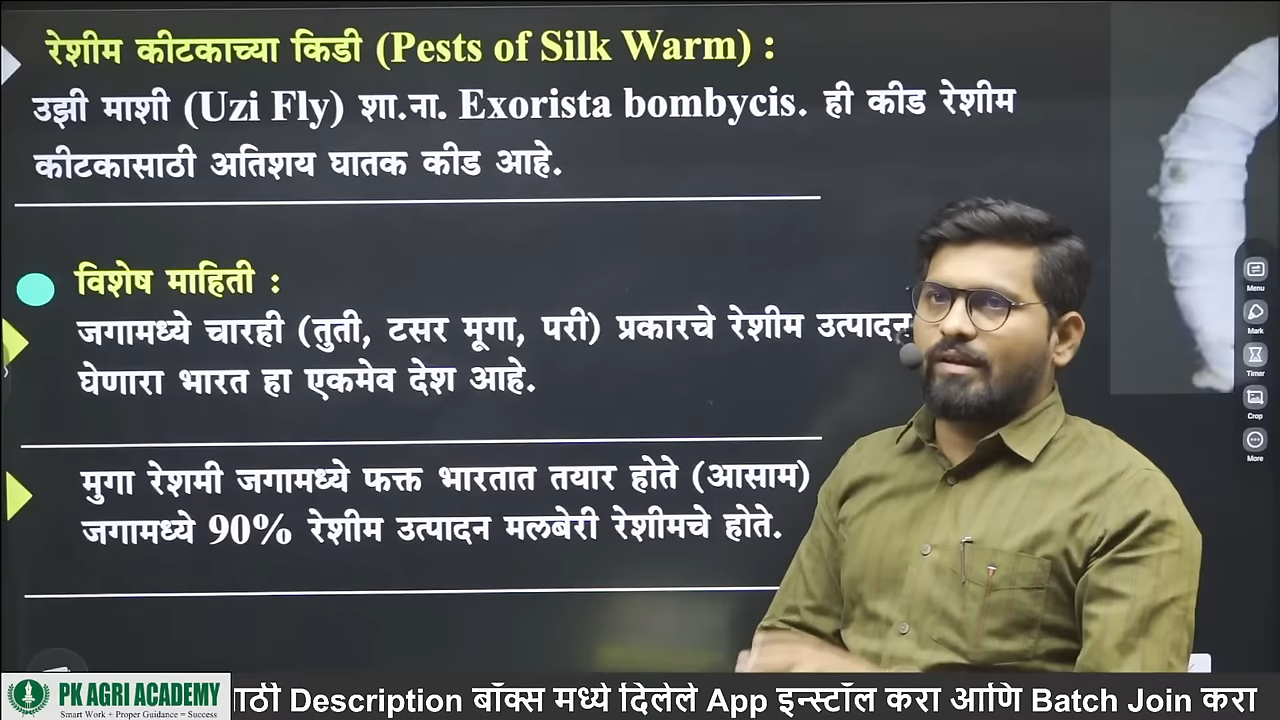 रेशीम कीटकाच्या किडी (Pests of Silk Warm) :
उझी माशी (Uzi Fly) शा.ना. Exorista bombycis. ही कीड रेशीम
कीटकासाठी अतिशय घातक कीड आहे.
विशेष माहिती :
जगामध्ये चारही (तुती, टसर मूगा, परी) प्रकारचे रेशीम उत्पादन
घेणारा भारत हा एकमेव देश आहे.
मुगा रेशमी जगामध्ये फक्त भारतात तयार होते (आसाम)
जगामध्ये 90% रेशीम उत्पादन मलबेरी रेशीमचे होते.
Menu
Mark
Timer
Crop
More
PK AGRI ACADEMY
Smart Work + Proper Guidance = Success
ाठी Description बॉक्स मध्ये दिलेले App इन्स्टॉल करा आणि Batch Join करा